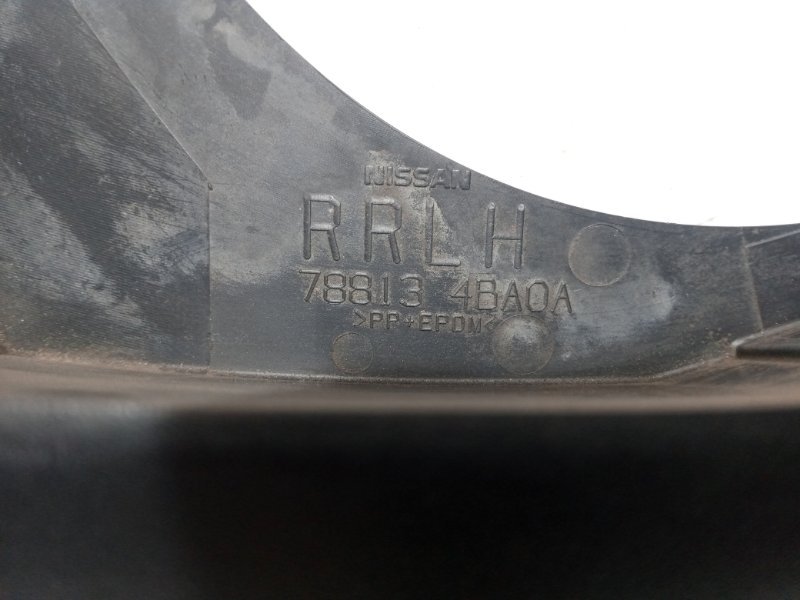 NISSAN
RRLH
78813 4BA0A
>PP+EPDM<